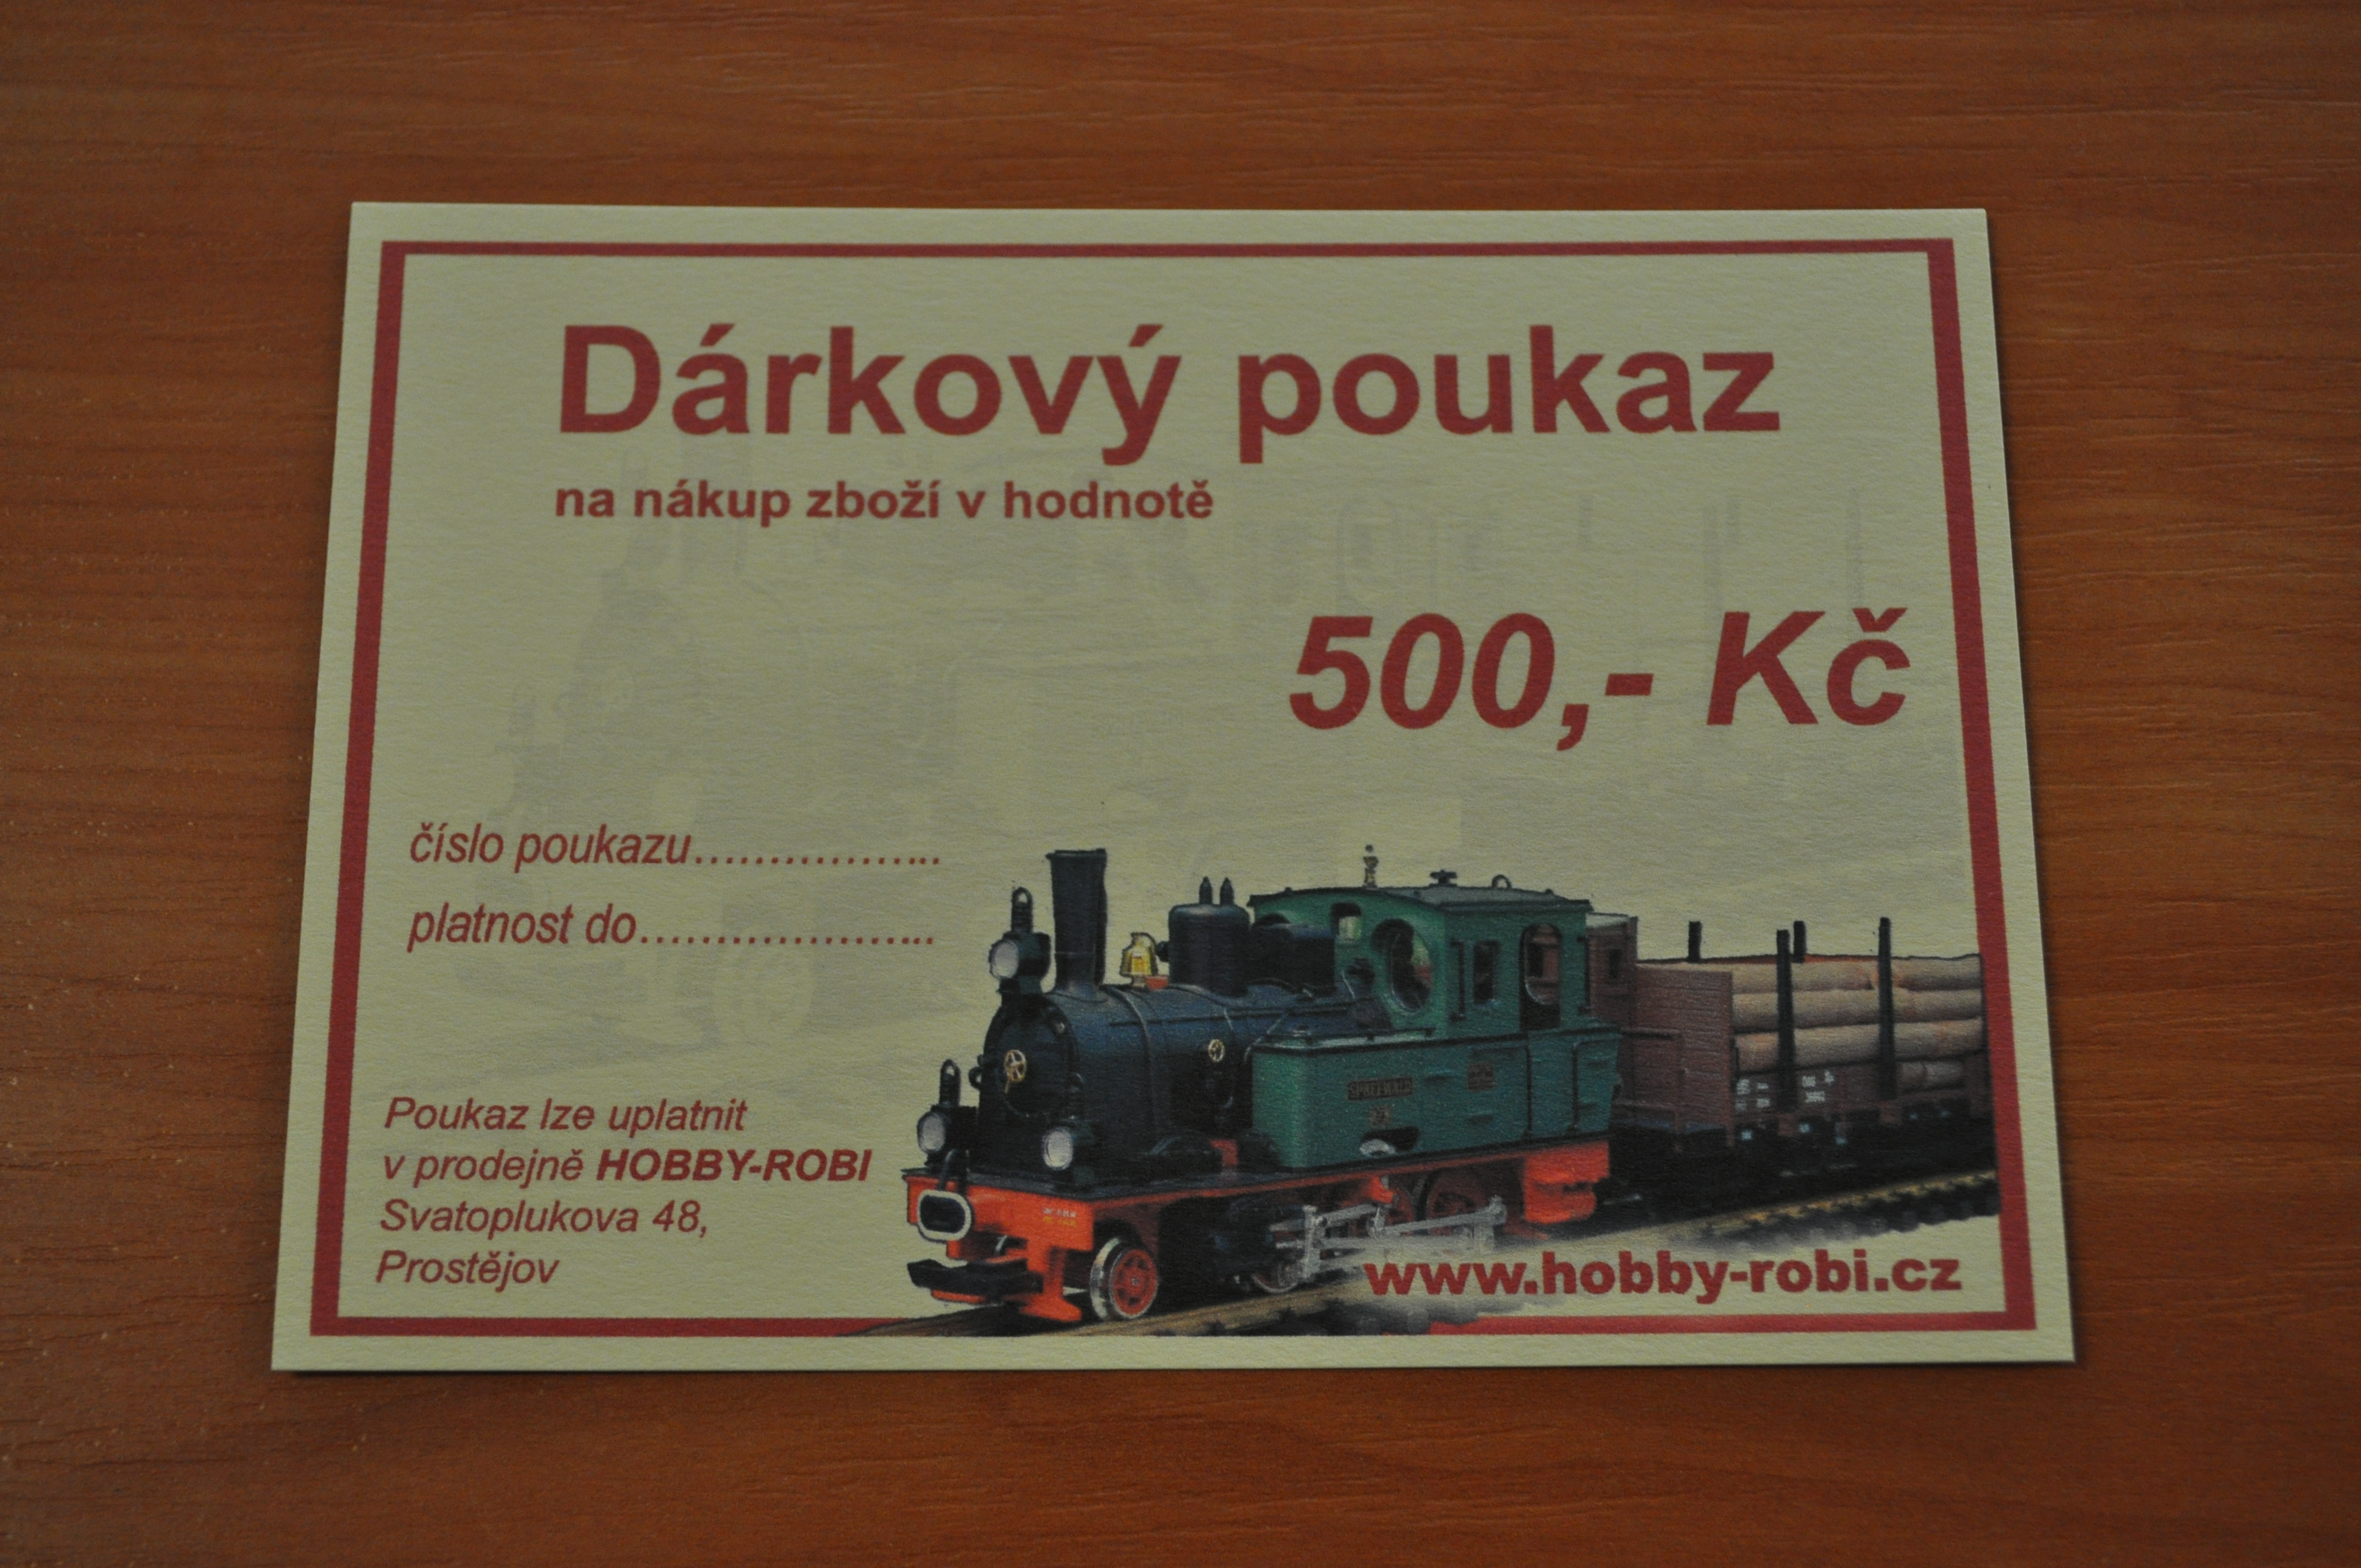 Dárkový poukaz
na nákup zboží v hodnotě
500,- Kč
číslo poukazu....................
platnost do........................
Poukaz lze uplatnit
v prodejně HOBBY-ROBI
Svatoplukova 48,
Prostějov
www.hobby-robi.cz